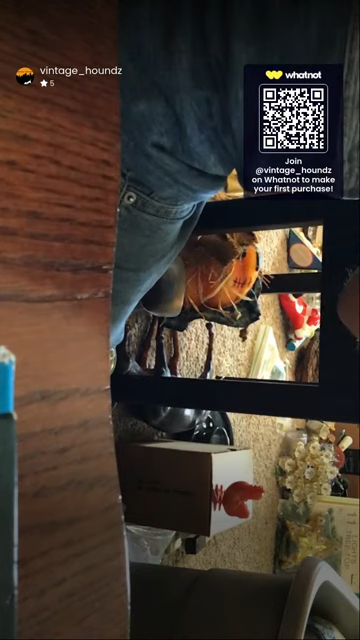 vintage_houndz
5
whatnot
Join
@vintage_houndz
on Whatnot to make
your first purchase!